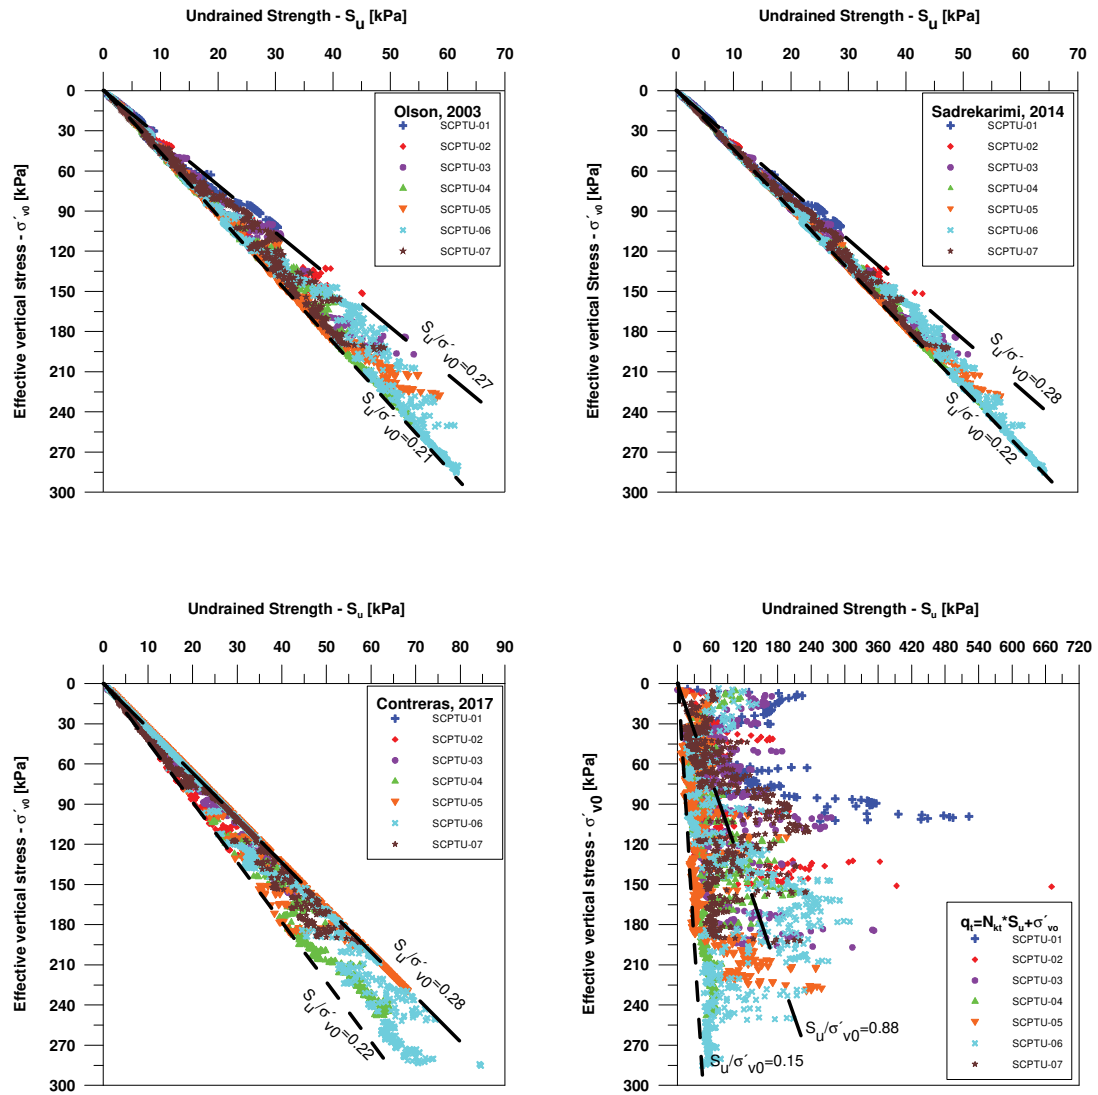 Undrained Strength - Su [kPa]
0 10 20 30 40 50 60 70
Effective vertical stress - σ´v0 [kPa]
0
30
60
90
120
150
180
210
240
270
300
Olson, 2003
SCPTU-01
SCPTU-02
SCPTU-03
SCPTU-04
SCPTU-05
SCPTU-06
SCPTU-07
Su/σ´v0=0.27
Su/σ´v0=0.21
Undrained Strength - Su [kPa]
0 10 20 30 40 50 60 70
Effective vertical Stress - σ´v0 [kPa]
0
30
60
90
120
150
180
210
240
270
300
Sadrekarimi, 2014
SCPTU-01
SCPTU-02
SCPTU-03
SCPTU-04
SCPTU-05
SCPTU-06
SCPTU-07
Su/σ´v0=0.28
Su/σ´v0=0.22
Undrained Strength - Su [kPa]
0 10 20 30 40 50 60 70 80 90
Effective vertical stress - σ´v0 [kPa]
0
30
60
90
120
150
180
210
240
270
300
Contreras, 2017
SCPTU-01
SCPTU-02
SCPTU-03
SCPTU-04
SCPTU-05
SCPTU-06
SCPTU-07
Su/σ´v0=0.28
Su/σ´v0=0.22
Undrained Strength - Su [kPa]
0 60 120 180 240 300 360 420 480 540 600 660 720
Effective vertical stress - σ´v0 [kPa]
0
30
60
90
120
150
180
210
240
270
300
qt=Nkt*Su+σ´vo
SCPTU-01
SCPTU-02
SCPTU-03
SCPTU-04
SCPTU-05
SCPTU-06
SCPTU-07
Su/σ´v0=0.88
Su/σ´v0=0.15